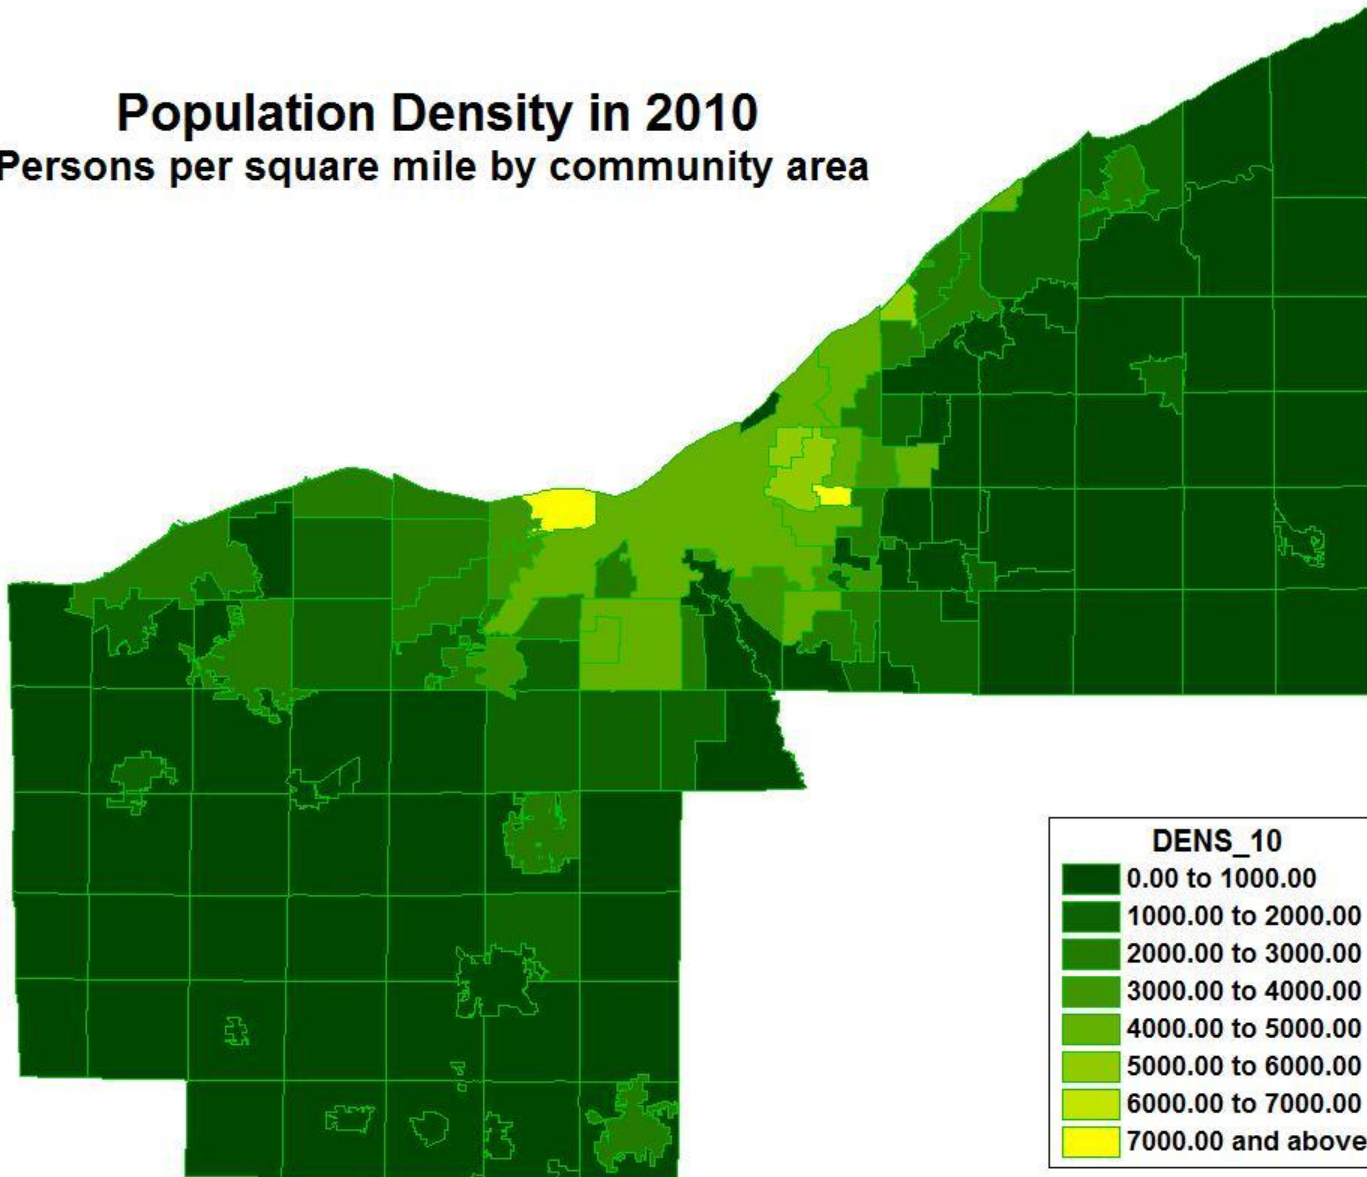 Population Density in 2010
Persons per square mile by community area
DENS_10
0.00 to 1000.00
1000.00 to 2000.00
2000.00 to 3000.00
3000.00 to 4000.00
4000.00 to 5000.00
5000.00 to 6000.00
6000.00 to 7000.00
7000.00 and above